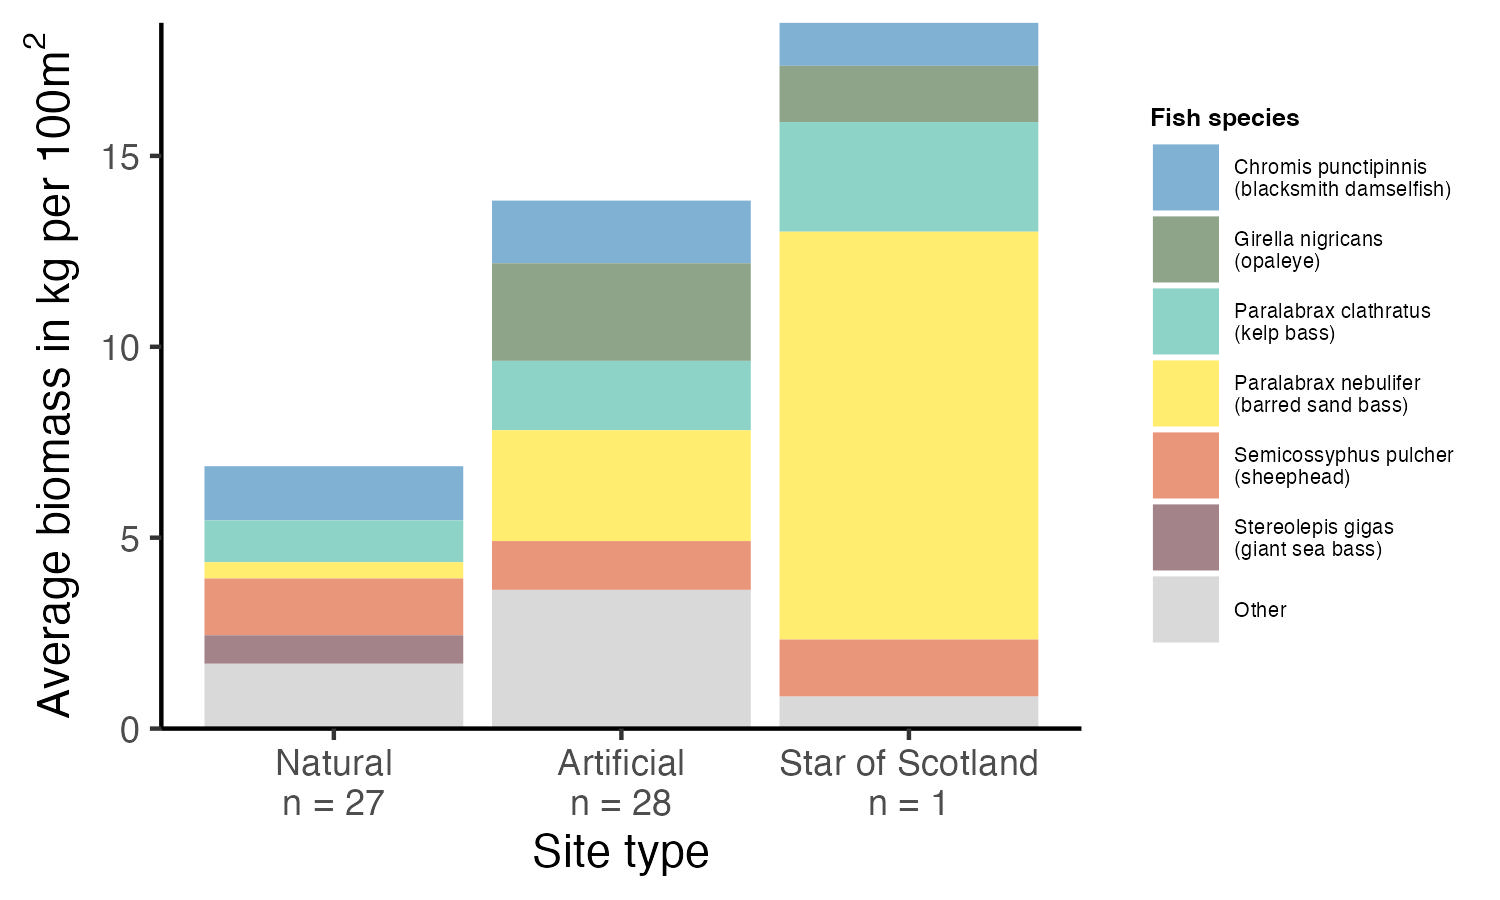 Average biomass in kg per 100m²
15
10
5
0
Natural
n = 27
Artificial
n = 28
Star of Scotland
n = 1
Site type
Fish species
Chromis punctipinnis
(blacksmith damselfish)
Girella nigricans
(opaleye)
Paralabrax clathratus
(kelp bass)
Paralabrax nebulifer
(barred sand bass)
Semicossyphus pulcher
(sheephead)
Stereolepis gigas
(giant sea bass)
Other